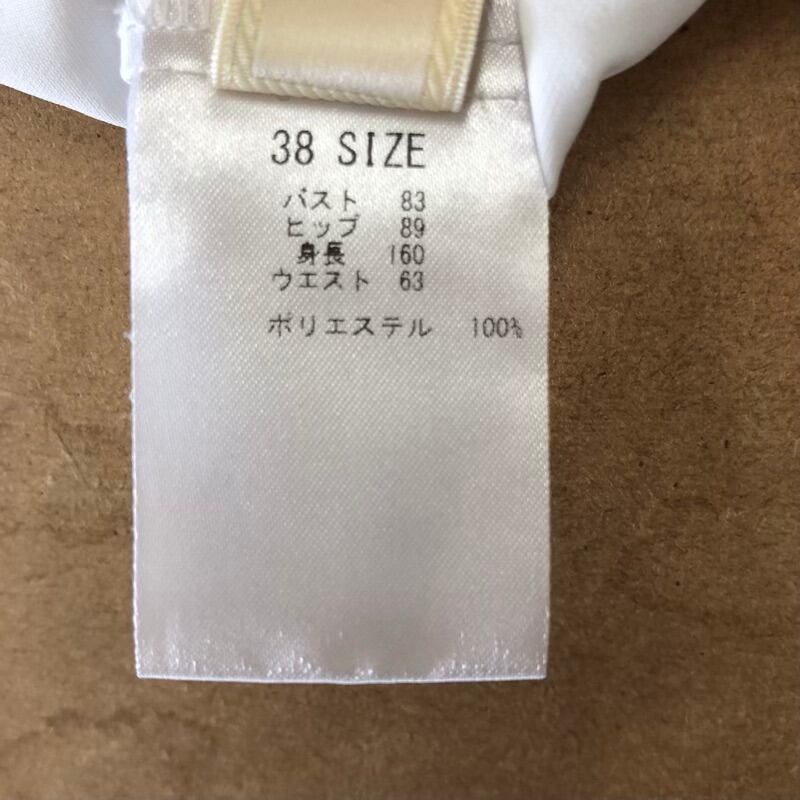 38 SIZE
バスト 83
ヒップ 89
身長 160
ウエスト 63
ポリエステル 100%